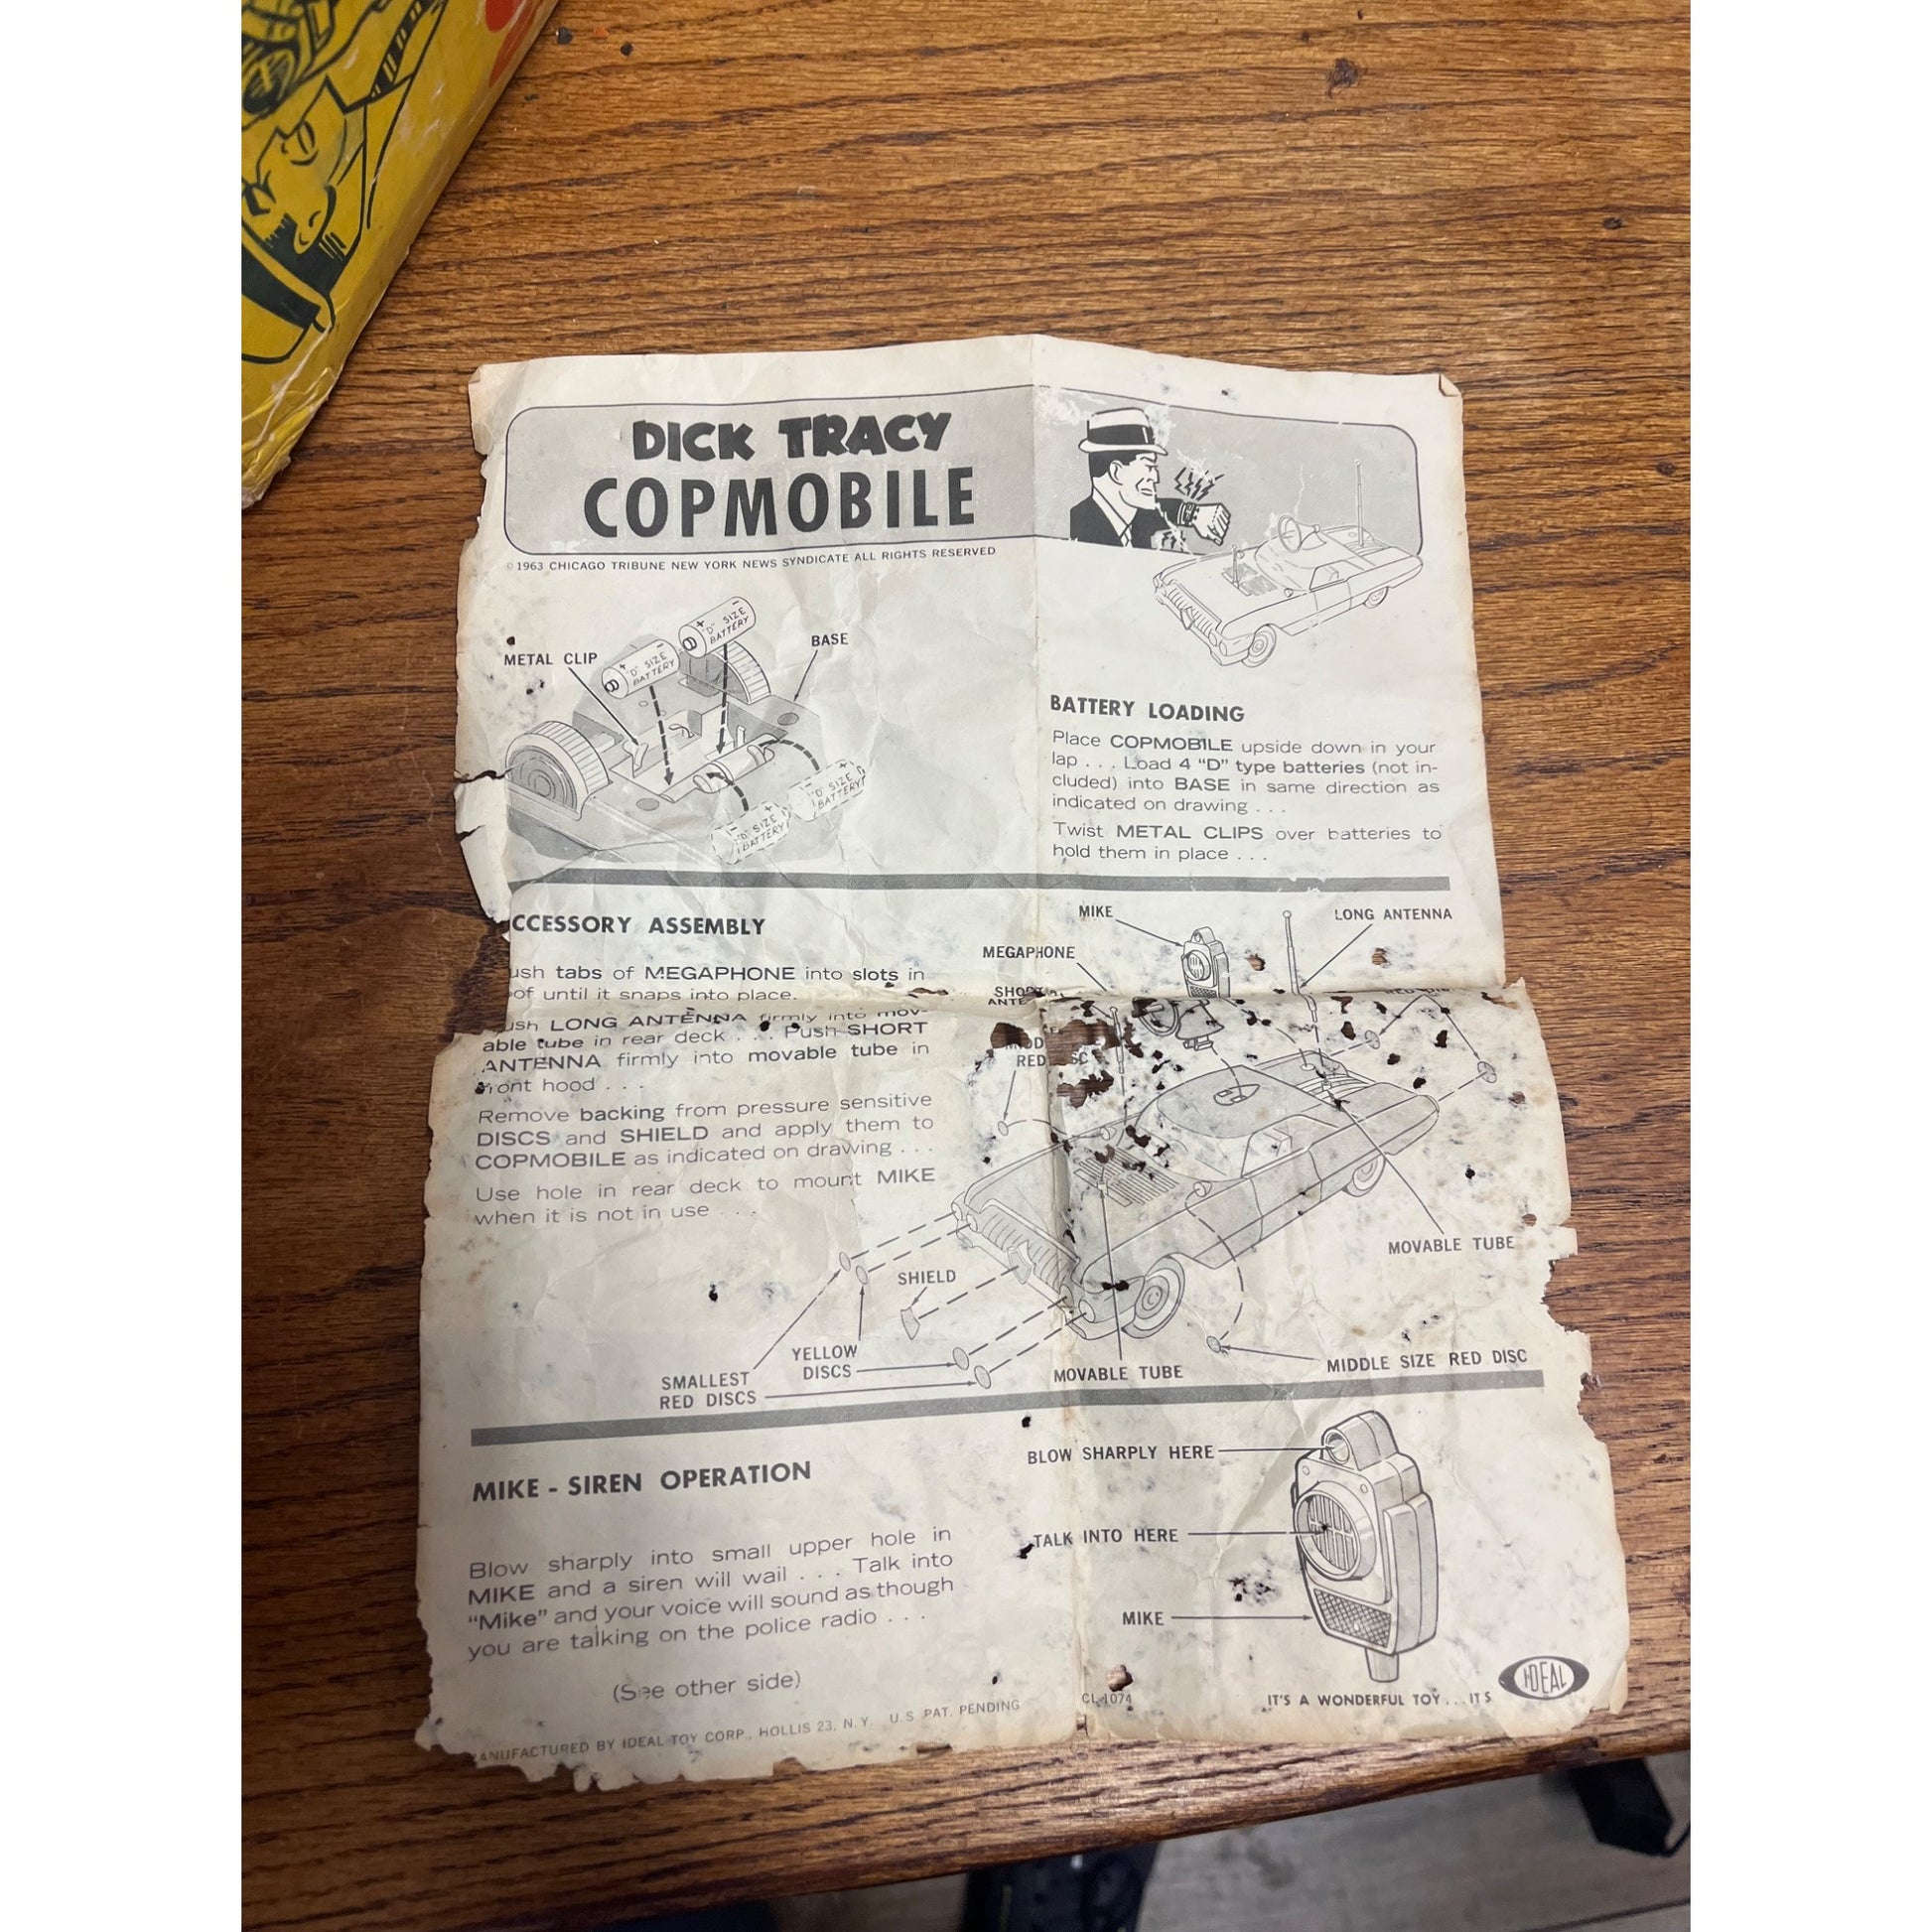 DICK TRACY
COPMOBILE
© 1963 CHICAGO TRIBUNE NEW YORK NEWS SYNDICATE ALL RIGHTS RESERVED
METAL CLIP
BASE
+ "D" SIZE BATTERY -
+ "D" SIZE BATTERY -
"D" SIZE BATTERY +
"D" SIZE BATTERY +
BATTERY LOADING
Place COPMOBILE upside down in your
lap . . . Load 4 "D" type batteries (not in-
cluded) into BASE in same direction as
indicated on drawing . . .
Twist METAL CLIPS over batteries to
hold them in place . . .
CCESSORY ASSEMBLY
ush tabs of MEGAPHONE into slots in
of until it snaps into place.
ush LONG ANTENNA firmly into mov-
able tube in rear deck . . . Push SHORT
ANTENNA firmly into movable tube in
front hood . . .
Remove backing from pressure sensitive
DISCS and SHIELD and apply them to
COPMOBILE as indicated on drawing . . .
Use hole in rear deck to mount MIKE
when it is not in use . . .
MIKE
LONG ANTENNA
MEGAPHONE
RED
MOVABLE TUBE
SHIELD
YELLOW
DISCS
SMALLEST
RED DISCS
MOVABLE TUBE
MIDDLE SIZE RED DISC
MIKE - SIREN OPERATION
Blow sharply into small upper hole in
MIKE and a siren will wail . . . Talk into
"Mike" and your voice will sound as though
you are talking on the police radio . . .
(See other side)
BLOW SHARPLY HERE
TALK INTO HERE
MIKE
ANUFACTURED BY IDEAL TOY CORP., HOLLIS 23, N.Y. U.S. PAT. PENDING
CL-1074
IT'S A WONDERFUL TOY . . . IT'S
IDEAL